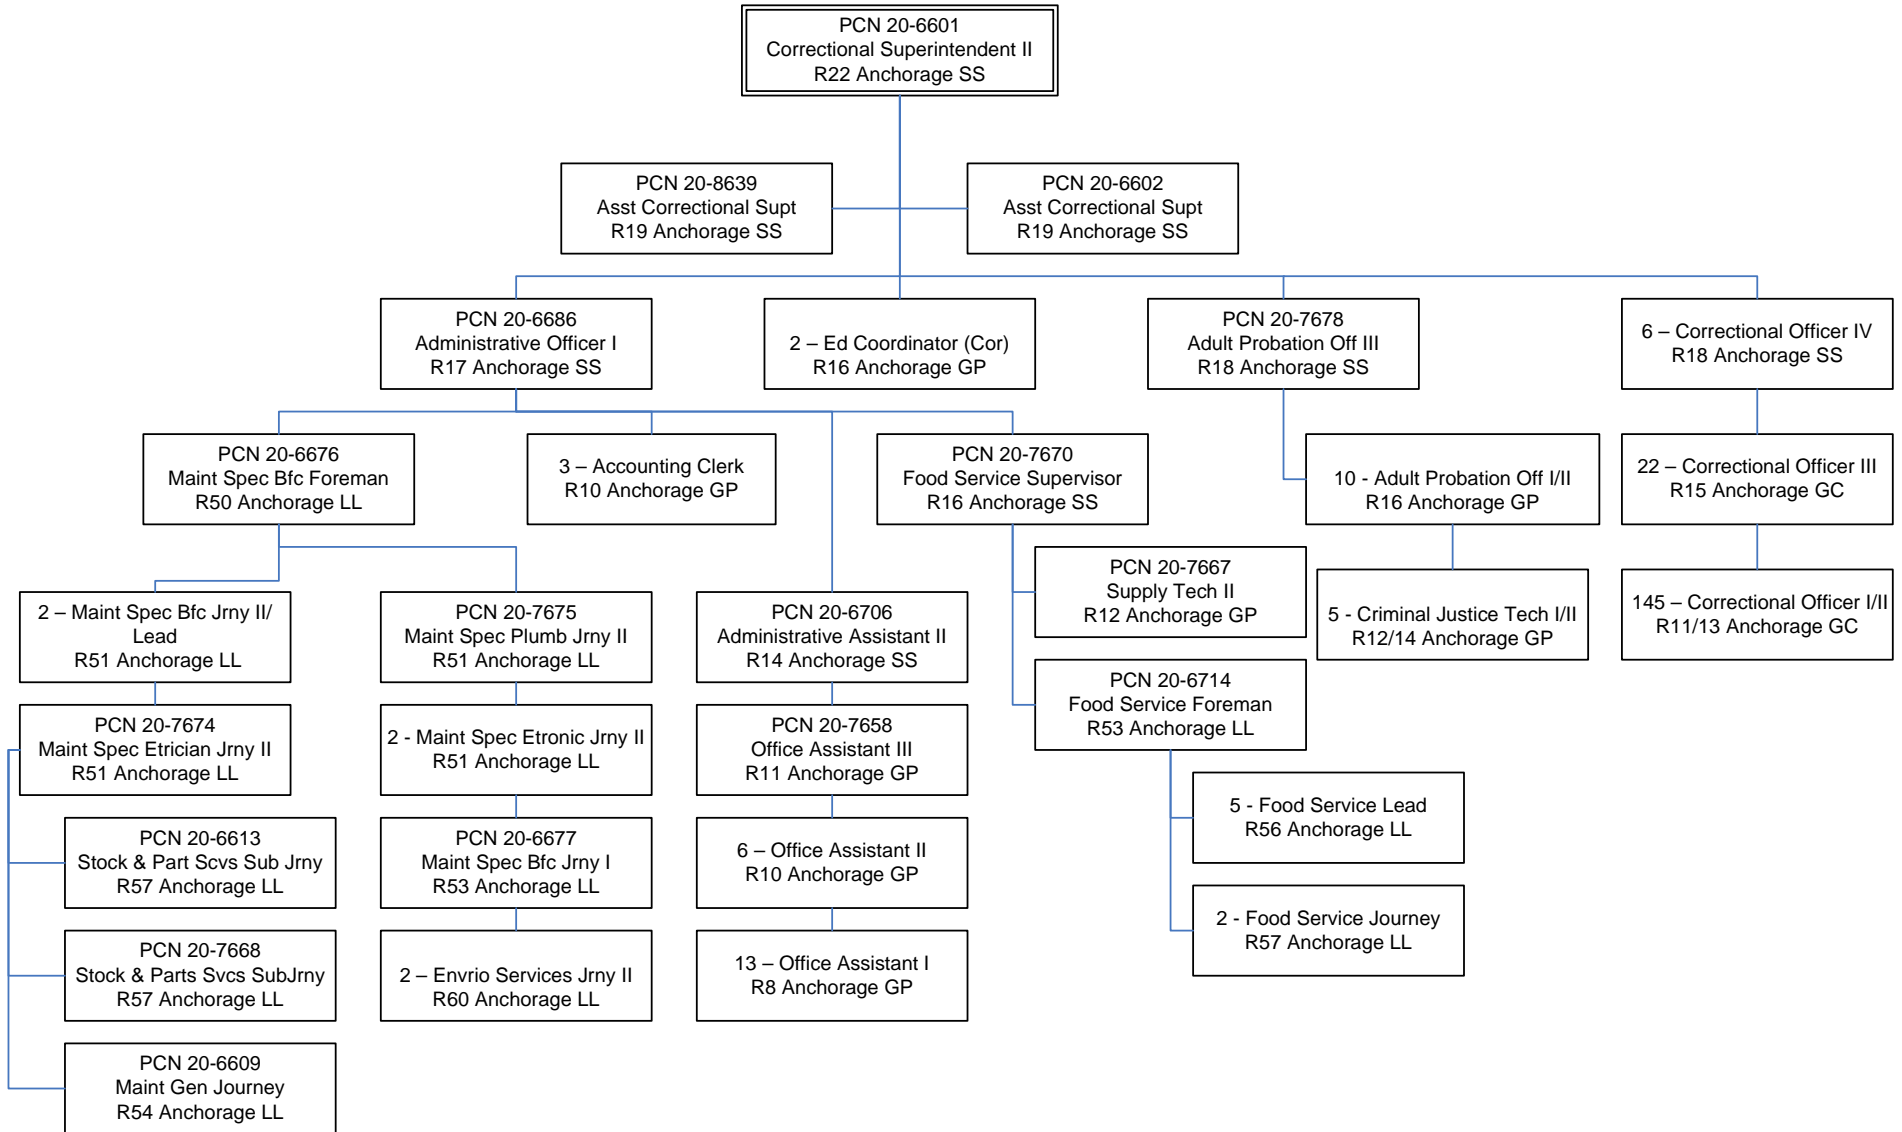 PCN 20-6601
Correctional Superintendent II
R22 Anchorage SS
PCN 20-8639
Asst Correctional Supt
R19 Anchorage SS
PCN 20-6602
Asst Correctional Supt
R19 Anchorage SS
PCN 20-6686
Administrative Officer I
R17 Anchorage SS
2 – Ed Coordinator (Cor)
R16 Anchorage GP
PCN 20-7678
Adult Probation Off III
R18 Anchorage SS
6 – Correctional Officer IV
R18 Anchorage SS
PCN 20-6676
Maint Spec Bfc Foreman
R50 Anchorage LL
3 – Accounting Clerk
R10 Anchorage GP
PCN 20-7670
Food Service Supervisor
R16 Anchorage SS
10 - Adult Probation Off I/II
R16 Anchorage GP
22 – Correctional Officer III
R15 Anchorage GC
2 – Maint Spec Bfc Jrny II/
Lead
R51 Anchorage LL
PCN 20-7675
Maint Spec Plumb Jrny II
R51 Anchorage LL
PCN 20-6706
Administrative Assistant II
R14 Anchorage SS
PCN 20-7667
Supply Tech II
R12 Anchorage GP
5 - Criminal Justice Tech I/II
R12/14 Anchorage GP
145 – Correctional Officer I/II
R11/13 Anchorage GC
PCN 20-7674
Maint Spec Etrician Jrny II
R51 Anchorage LL
2 - Maint Spec Etronic Jrny II
R51 Anchorage LL
PCN 20-7658
Office Assistant III
R11 Anchorage GP
PCN 20-6714
Food Service Foreman
R53 Anchorage LL
PCN 20-6613
Stock & Part Scvs Sub Jrny
R57 Anchorage LL
PCN 20-6677
Maint Spec Bfc Jrny I
R53 Anchorage LL
6 – Office Assistant II
R10 Anchorage GP
5 - Food Service Lead
R56 Anchorage LL
PCN 20-7668
Stock & Parts Svcs SubJrny
R57 Anchorage LL
2 – Envrio Services Jrny II
R60 Anchorage LL
13 – Office Assistant I
R8 Anchorage GP
2 - Food Service Journey
R57 Anchorage LL
PCN 20-6609
Maint Gen Journey
R54 Anchorage LL